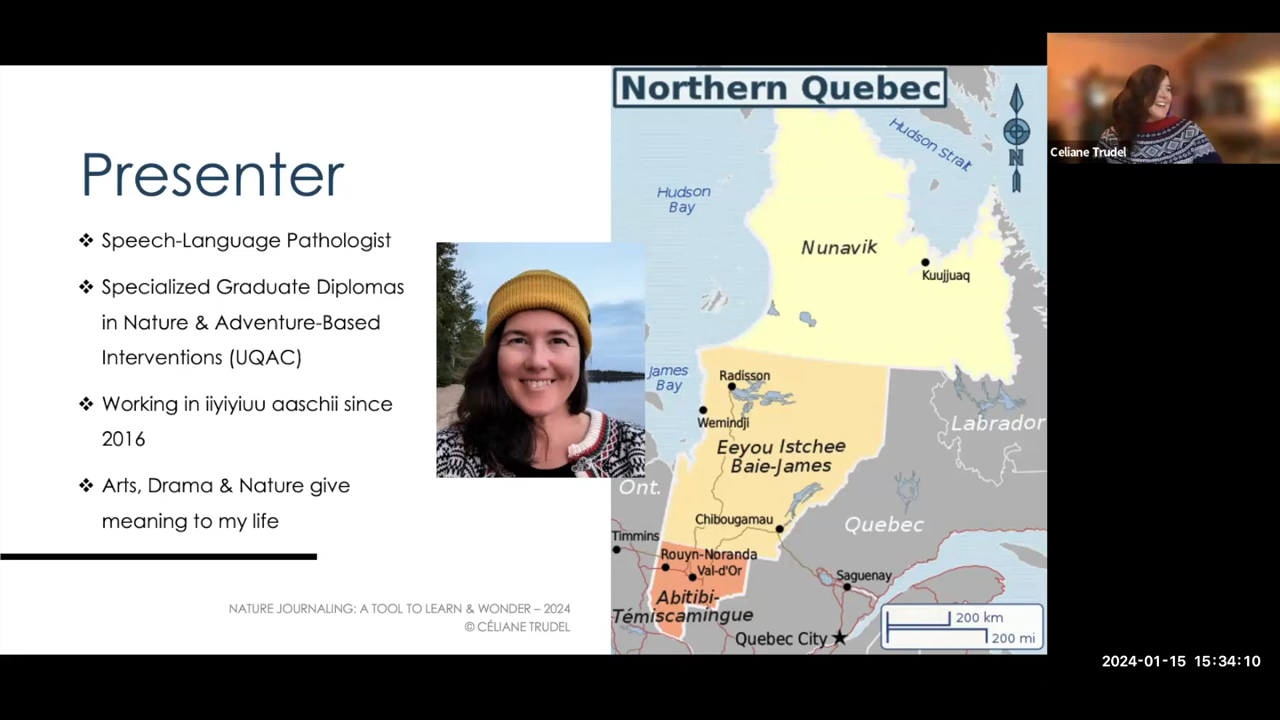 Presenter
❖ Speech-Language Pathologist
❖ Specialized Graduate Diplomas
in Nature & Adventure-Based
Interventions (UQAC)
❖ Working in iiyiyiuu aaschii since
2016
❖ Arts, Drama & Nature give
meaning to my life
NATURE JOURNALING: A TOOL TO LEARN & WONDER – 2024
© CÉLIANE TRUDEL
Northern Quebec
Hudson Strait
N
Hudson
Bay
Nunavik
Kuujjuaq
James
Bay
Radisson
Wemindji
Labrador
Eeyou Istchee
Baie-James
Ont.
Chibougamau
Quebec
Timmins
Rouyn-Noranda
Val-d'Or
Saguenay
Abitibi-
Témiscamingue
Quebec City
200 km
200 mi
Celiane Trudel
2024-01-15 15:34:10